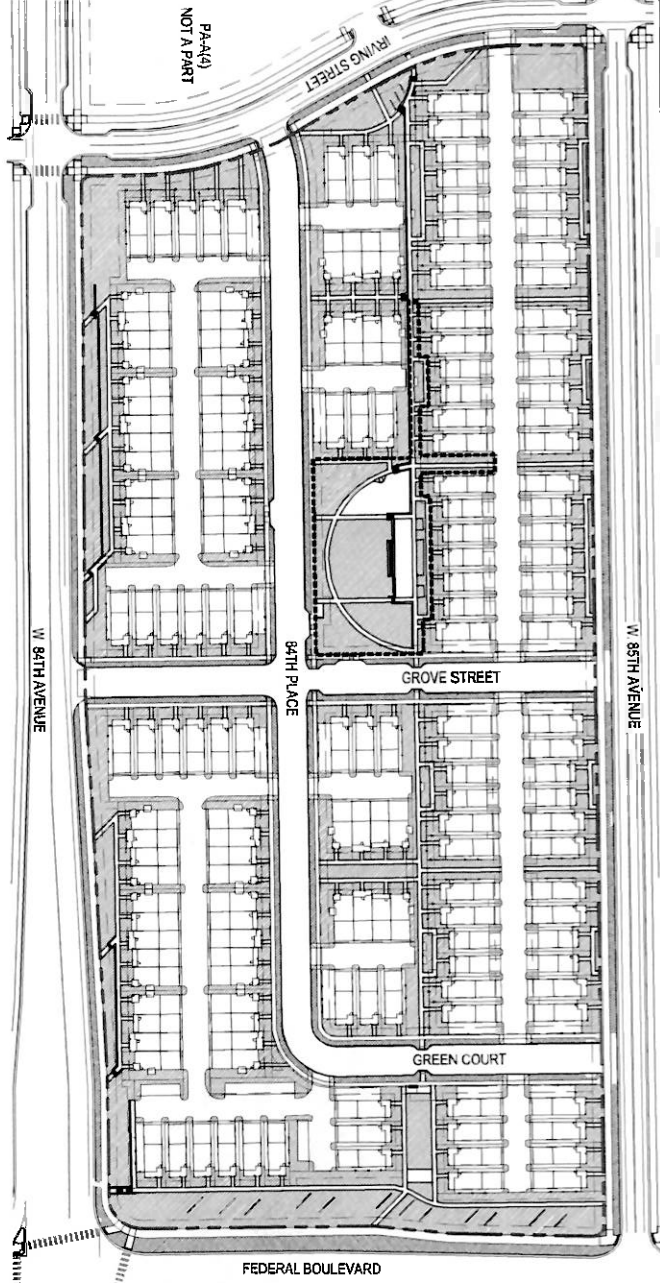 PA-A(4)
NOT A PART
IRVING STREET
W. 84TH AVENUE
84TH PLACE
GROVE STREET
W. 85TH AVENUE
GREEN COURT
FEDERAL BOULEVARD